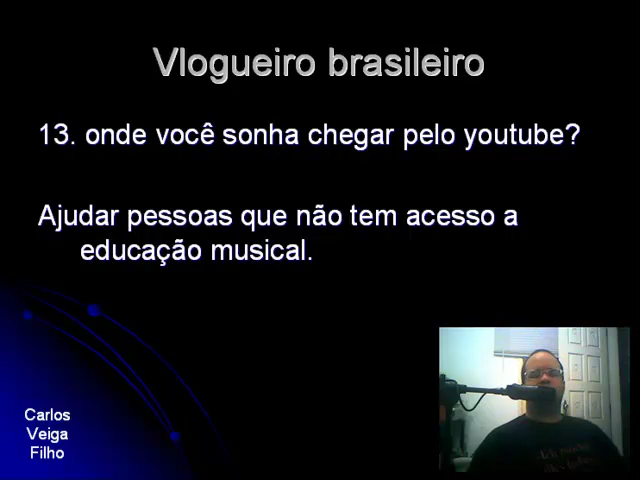 Vlogueiro brasileiro
13. onde você sonha chegar pelo youtube?
Ajudar pessoas que não tem acesso a
educação musical.
Carlos
Veiga
Filho